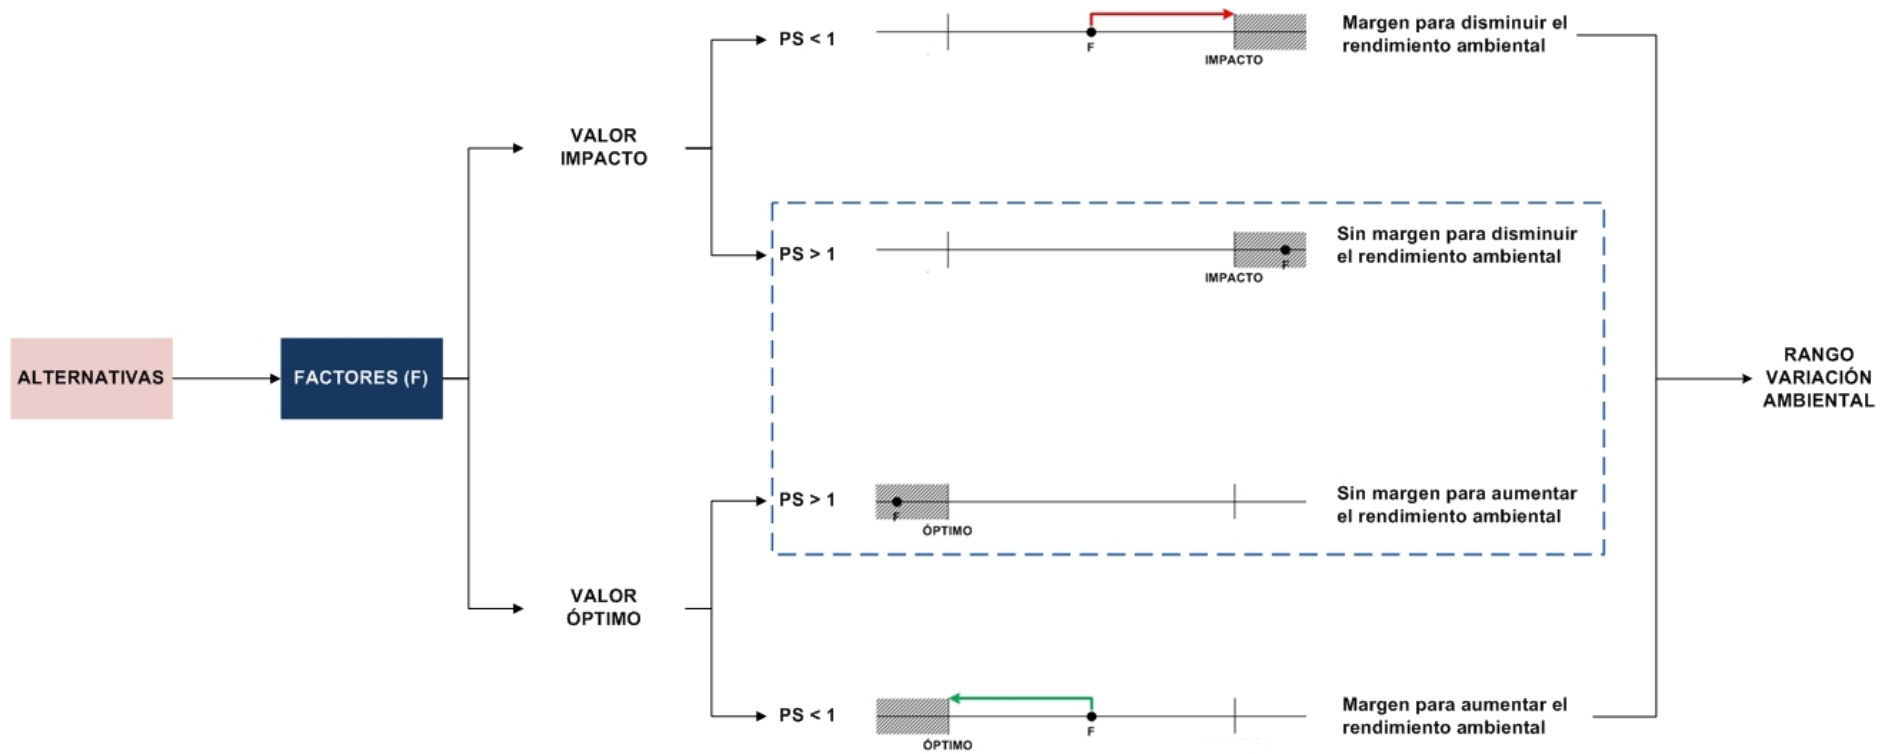 PS < 1
F
IMPACTO
Margen para disminuir el
rendimiento ambiental
VALOR
IMPACTO
PS > 1
F
IMPACTO
Sin margen para disminuir
el rendimiento ambiental
ALTERNATIVAS
FACTORES (F)
RANGO
VARIACIÓN
AMBIENTAL
PS > 1
F
ÓPTIMO
Sin margen para aumentar
el rendimiento ambiental
VALOR
ÓPTIMO
PS < 1
F
ÓPTIMO
Margen para aumentar el
rendimiento ambiental